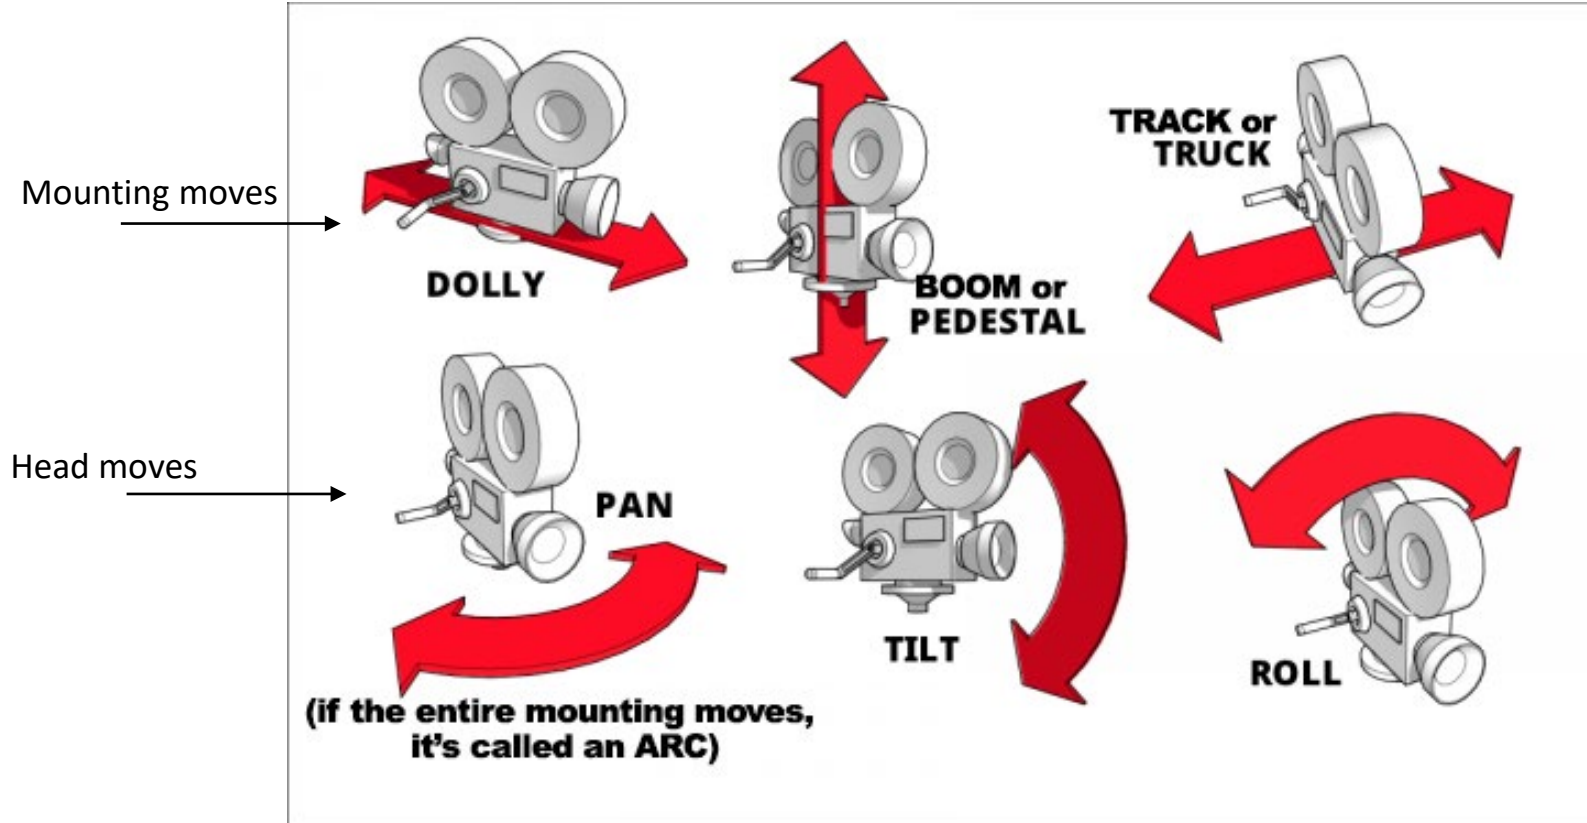 Mounting moves
DOLLY
BOOM or
PEDESTAL
TRACK or
TRUCK
Head moves
PAN
(if the entire mounting moves,
it's called an ARC)
TILT
ROLL